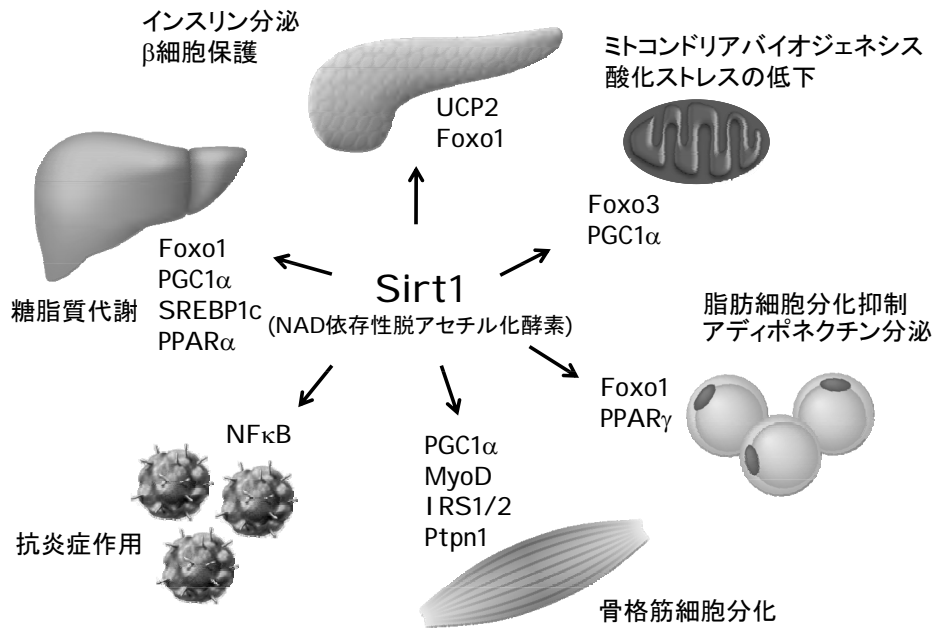 インスリン分泌
β細胞保護
UCP2
Foxo1
ミトコンドリアバイオジェネシス
酸化ストレスの低下
Foxo3
PGC1α
Foxo1
PGC1α
SREBP1c
PPARα
糖脂質代謝
Sirt1
(NAD依存性脱アセチル化酵素)
脂肪細胞分化抑制
アディポネクチン分泌
Foxo1
PPARγ
NFκB
抗炎症作用
PGC1α
MyoD
IRS1/2
Ptpn1
骨格筋細胞分化